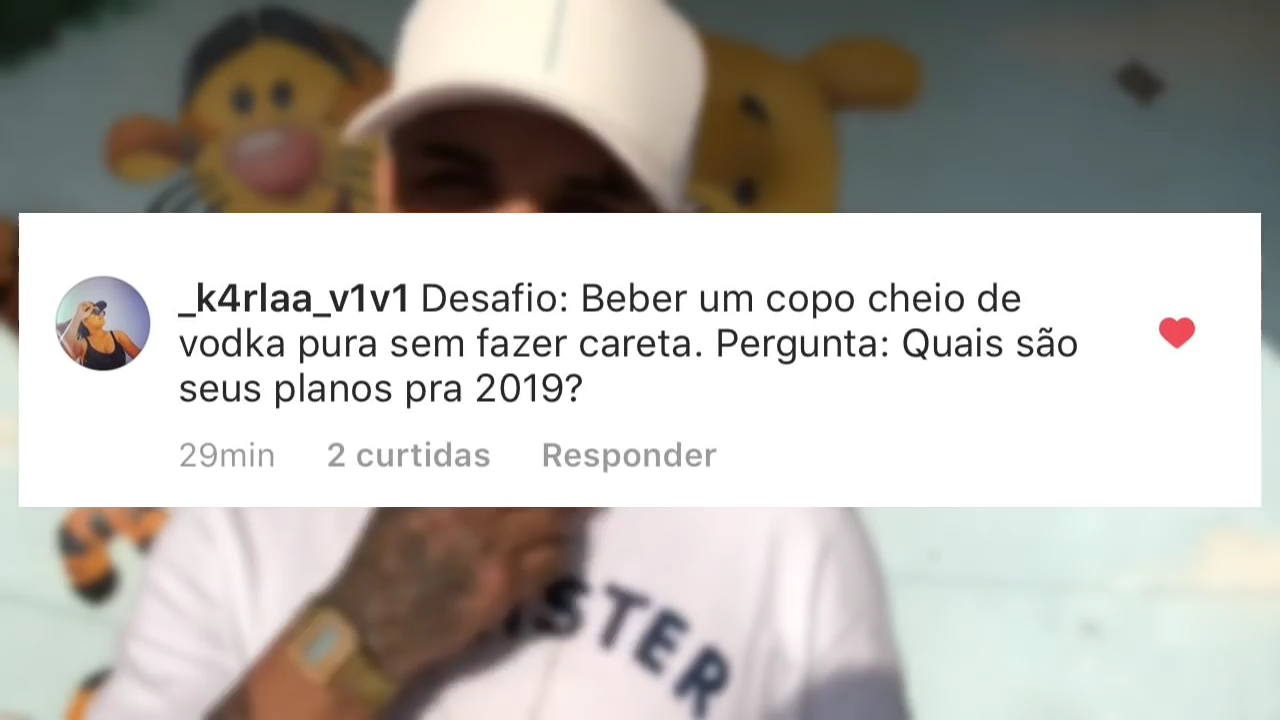 _k4rlaa_v1v1 Desafio: Beber um copo cheio de
vodka pura sem fazer careta. Pergunta: Quais são
seus planos pra 2019?
29min 2 curtidas Responder
STER